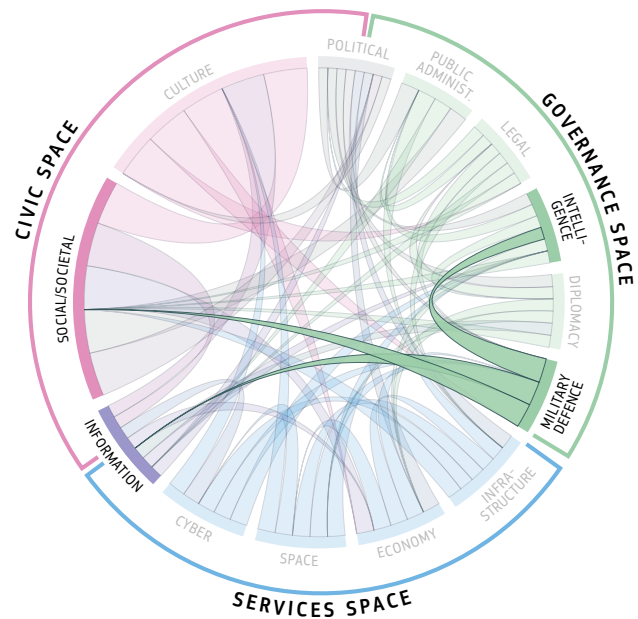 POLITICAL
PUBLIC
ADMINIST.
LEGAL
INTELLI-
GENCE
DIPLOMACY
MILITARY
DEFENCE
INFRA-
STRUCTURE
ECONOMY
SPACE
CYBER
INFORMATION
SOCIAL/SOCIETAL
CULTURE
CIVIC SPACE
GOVERNANCE SPACE
SERVICES SPACE